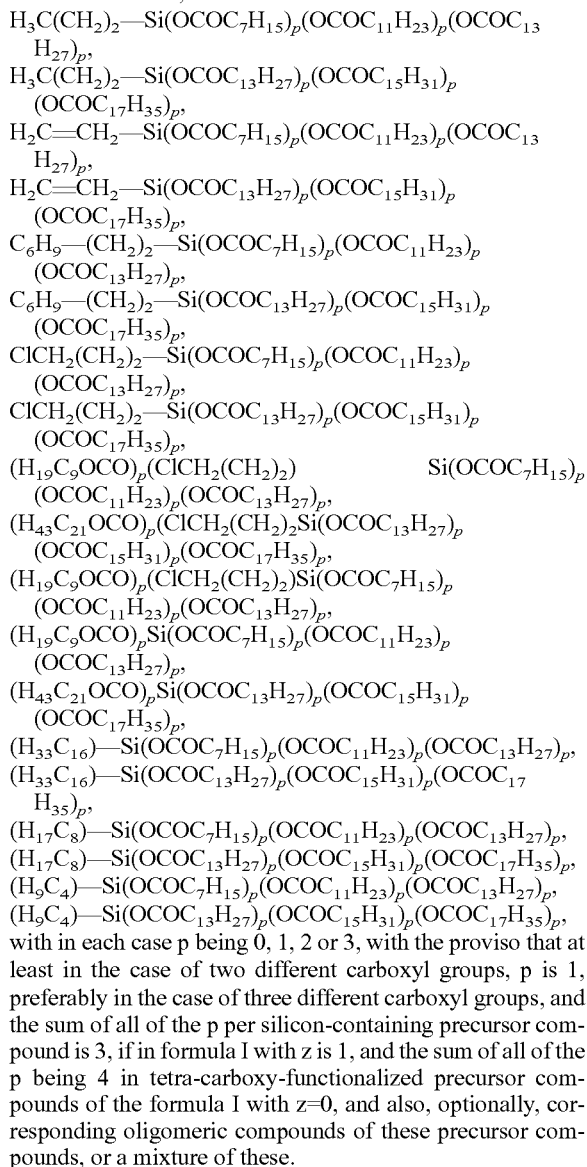 H₃C(CH₂)₂—Si(OCOC₇H₁₅)ₚ(OCOC₁₁H₂₃)ₚ(OCOC₁₃
H₂₇)ₚ,
H₃C(CH₂)₂—Si(OCOC₁₃H₂₇)ₚ(OCOC₁₅H₃₁)ₚ
(OCOC₁₇H₃₅)ₚ,
H₂C=CH₂—Si(OCOC₇H₁₅)ₚ(OCOC₁₁H₂₃)ₚ(OCOC₁₃
H₂₇)ₚ,
H₂C=CH₂—Si(OCOC₁₃H₂₇)ₚ(OCOC₁₅H₃₁)ₚ
(OCOC₁₇H₃₅)ₚ,
C₆H₉—(CH₂)₂—Si(OCOC₇H₁₅)ₚ(OCOC₁₁H₂₃)ₚ
(OCOC₁₃H₂₇)ₚ,
C₆H₉—(CH₂)₂—Si(OCOC₁₃H₂₇)ₚ(OCOC₁₅H₃₁)ₚ
(OCOC₁₇H₃₅)ₚ,
ClCH₂(CH₂)₂—Si(OCOC₇H₁₅)ₚ(OCOC₁₁H₂₃)ₚ
(OCOC₁₃H₂₇)ₚ,
ClCH₂(CH₂)₂—Si(OCOC₁₃H₂₇)ₚ(OCOC₁₅H₃₁)ₚ
(OCOC₁₇H₃₅)ₚ,
(H₁₉C₉OCO)ₚ(ClCH₂(CH₂)₂) Si(OCOC₇H₁₅)ₚ
(OCOC₁₁H₂₃)ₚ(OCOC₁₃H₂₇)ₚ,
(H₄₃C₂₁OCO)ₚ(ClCH₂(CH₂)₂Si(OCOC₁₃H₂₇)ₚ
(OCOC₁₅H₃₁)ₚ(OCOC₁₇H₃₅)ₚ,
(H₁₉C₉OCO)ₚ(ClCH₂(CH₂)₂)Si(OCOC₇H₁₅)ₚ
(OCOC₁₁H₂₃)ₚ(OCOC₁₃H₂₇)ₚ,
(H₁₉C₉OCO)ₚSi(OCOC₇H₁₅)ₚ(OCOC₁₁H₂₃)ₚ
(OCOC₁₃H₂₇)ₚ,
(H₄₃C₂₁OCO)ₚSi(OCOC₁₃H₂₇)ₚ(OCOC₁₅H₃₁)ₚ
(OCOC₁₇H₃₅)ₚ,
(H₃₃C₁₆)—Si(OCOC₇H₁₅)ₚ(OCOC₁₁H₂₃)ₚ(OCOC₁₃H₂₇)ₚ,
(H₃₃C₁₆)—Si(OCOC₁₃H₂₇)ₚ(OCOC₁₅H₃₁)ₚ(OCOC₁₇
H₃₅)ₚ,
(H₁₇C₈)—Si(OCOC₇H₁₅)ₚ(OCOC₁₁H₂₃)ₚ(OCOC₁₃H₂₇)ₚ,
(H₁₇C₈)—Si(OCOC₁₃H₂₇)ₚ(OCOC₁₅H₃₁)ₚ(OCOC₁₇H₃₅)ₚ,
(H₉C₄)—Si(OCOC₇H₁₅)ₚ(OCOC₁₁H₂₃)ₚ(OCOC₁₃H₂₇)ₚ,
(H₉C₄)—Si(OCOC₁₃H₂₇)ₚ(OCOC₁₅H₃₁)ₚ(OCOC₁₇H₃₅)ₚ,
with in each case p being 0, 1, 2 or 3, with the proviso that at
least in the case of two different carboxyl groups, p is 1,
preferably in the case of three different carboxyl groups, and
the sum of all of the p per silicon-containing precursor com-
pound is 3, if in formula I with z is 1, and the sum of all of the
p being 4 in tetra-carboxy-functionalized precursor com-
pounds of the formula I with z=0, and also, optionally, cor-
responding oligomeric compounds of these precursor com-
pounds, or a mixture of these.